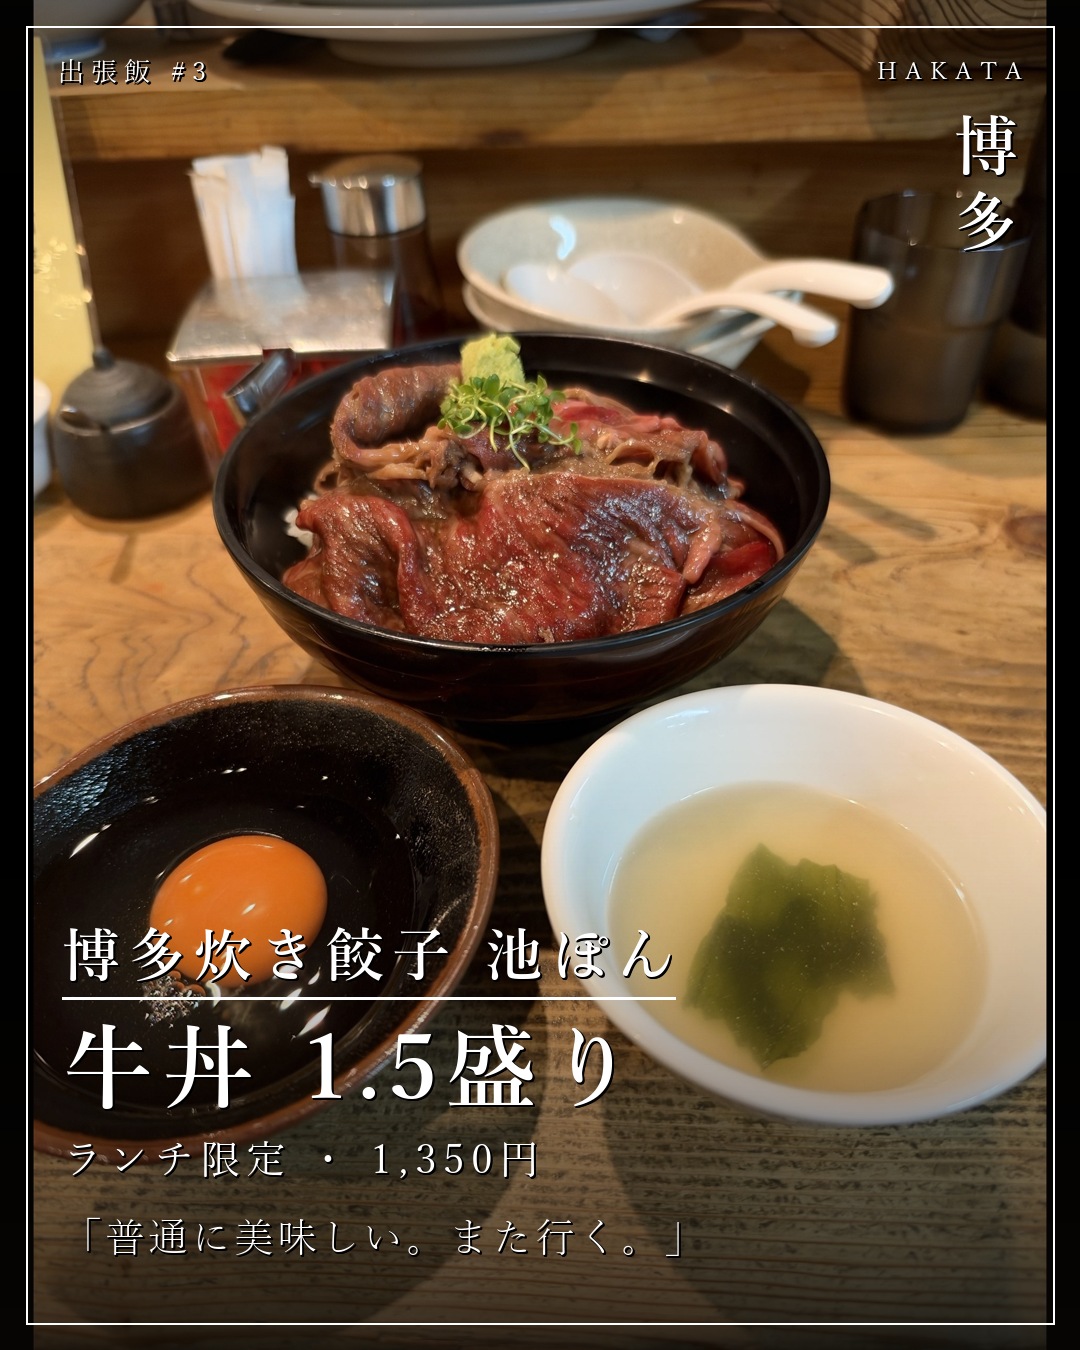 出張飯 #3
HAKATA
博多
博多炊き餃子 池ぽん
牛丼 1.5盛り
ランチ限定 ・ 1,350円
「普通に美味しい。また行く。」